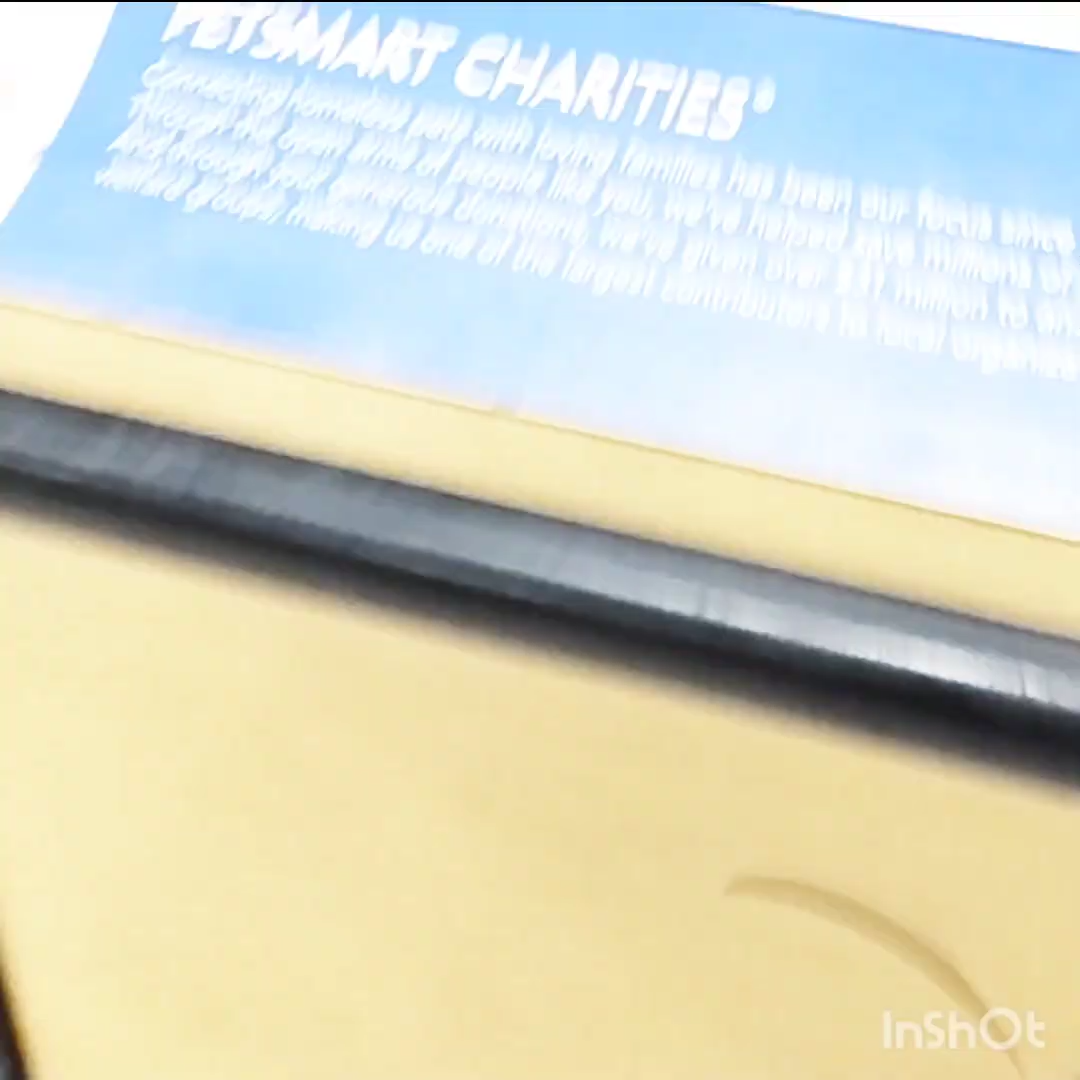 PETSMART CHARITIES®
Connecting homeless pets with loving families has been our focus since
Through the open arms of people like you, we've helped save millions of
And through your generous donations, we've given over million to
welfare groups, making us one of the largest contributors to local
InShOt